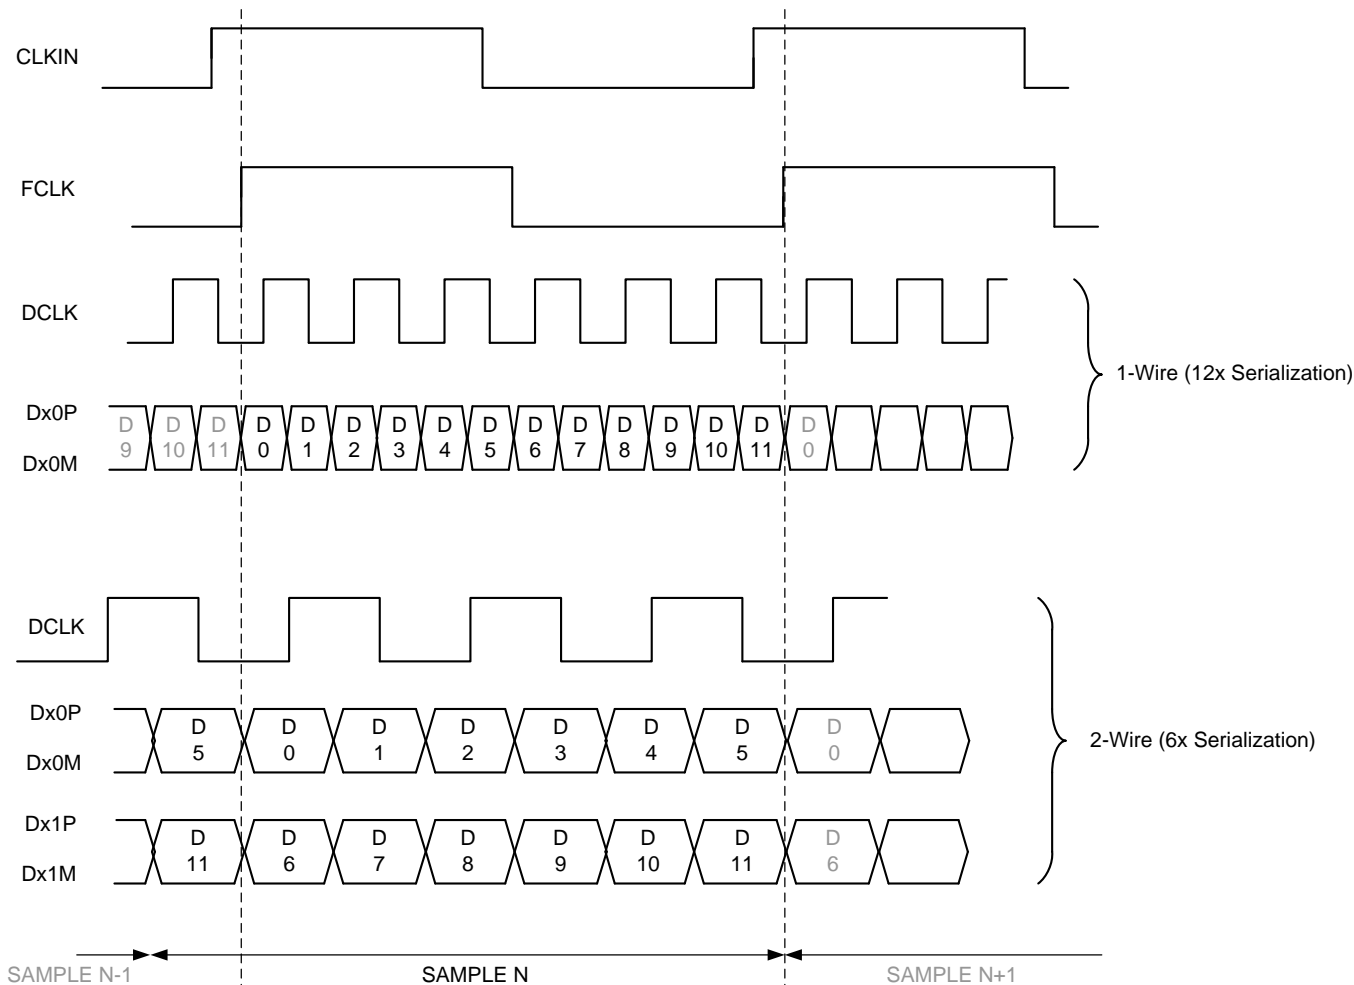 CLKIN
FCLK
DCLK
1-Wire (12x Serialization)
Dx0P
Dx0M
D 9
D 10
D 11
D 0
D 1
D 2
D 3
D 4
D 5
D 6
D 7
D 8
D 9
D 10
D 11
D 0
DCLK
2-Wire (6x Serialization)
Dx0P
Dx0M
D 5
D 0
D 1
D 2
D 3
D 4
D 5
D 0
Dx1P
Dx1M
D 11
D 6
D 7
D 8
D 9
D 10
D 11
D 6
SAMPLE N-1
SAMPLE N
SAMPLE N+1